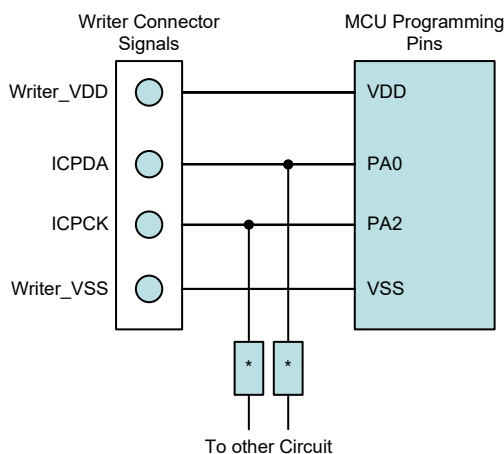 Writer Connector
Signals
MCU Programming
Pins
Writer_VDD
VDD
ICPDA
PA0
ICPCK
PA2
Writer_VSS
VSS
* *
To other Circuit